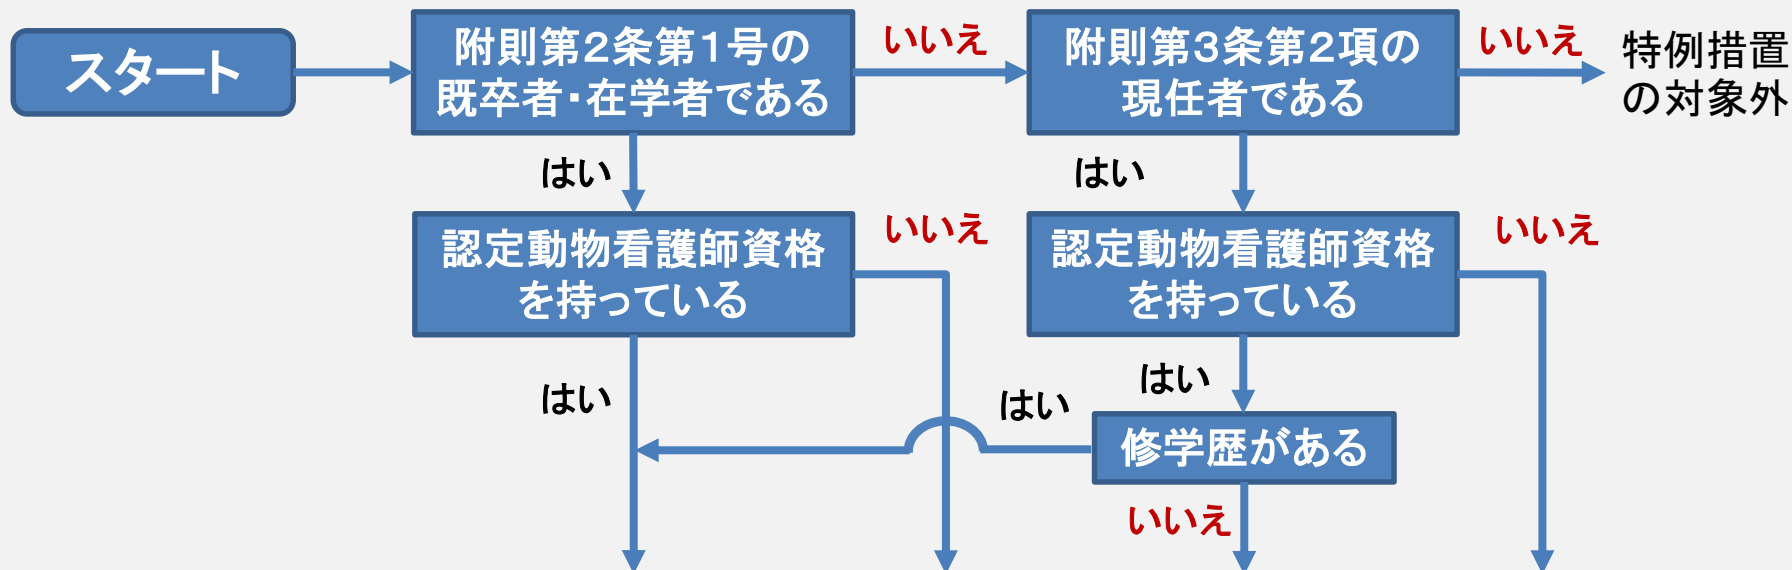 スタート
附則第２条第１号の
既卒者・在学者である
いいえ
附則第３条第２項の
現任者である
いいえ
特例措置
の対象外
はい
はい
認定動物看護師資格
を持っている
いいえ
認定動物看護師資格
を持っている
いいえ
はい
はい
はい
修学歴がある
いいえ